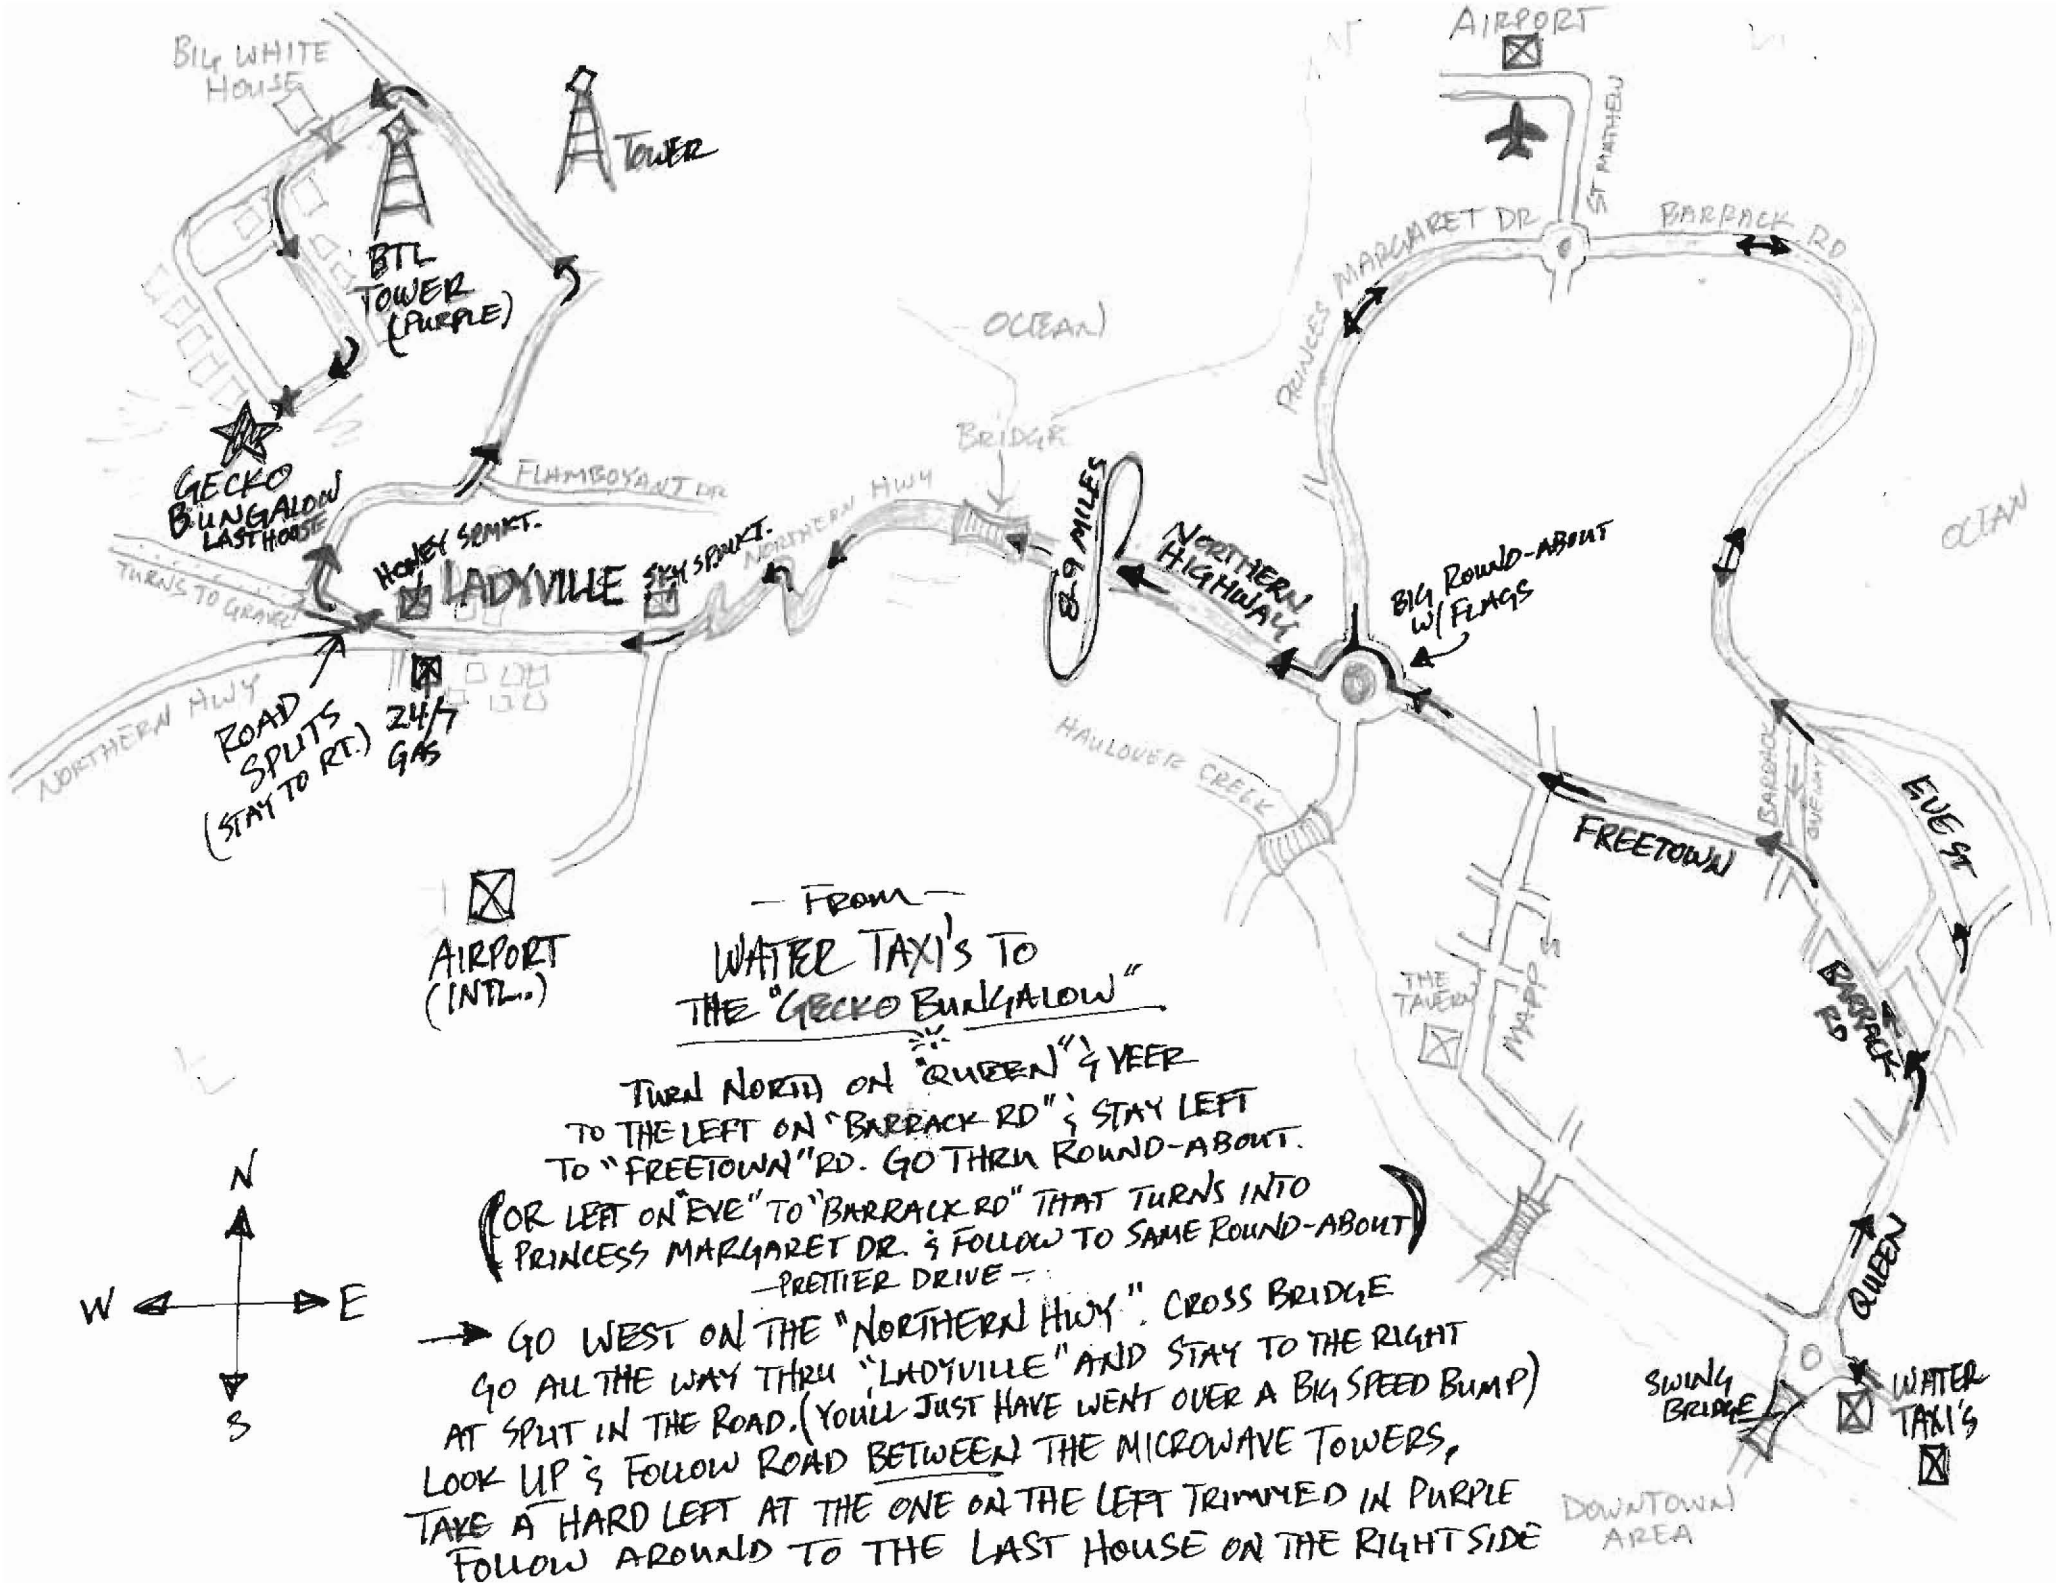 BIG WHITE
HOUSE
TOWER
BTL
TOWER
(PURPLE)
GECKO
BUNGALOW
LAST HOUSE
FLAMBOYANT DR
HONEY SPMKT.
LADYVILLE
SKY SPMKT.
NORTHERN HWY
TURNS TO GRAVEL
NORTHERN HWY
ROAD
SPLITS
(STAY TO RT.)
24/7
GAS
AIRPORT
(INTL.)
OCEAN
BRIDGE
8-9 MILES
NORTHERN
HIGHWAY
AIRPORT
ST MATHEW
PRINCES MARGARET DR
BARRACK RD
OCEAN
BIG ROUND-ABOUT
W/ FLAGS
HAULOVER CREEK
FREETOWN
BARRACK
EVE ST
BARRACK
RD
THE
TAVERN
MAPP S
QUEEN
SWING
BRIDGE
WATER
TAXI'S
DOWNTOWN
AREA
N
W
E
S
- FROM -
WATER TAXI'S TO
THE "GECKO BUNGALOW"
TURN NORTH ON "QUEEN" & VEER
TO THE LEFT ON "BARRACK RD" & STAY LEFT
TO "FREETOWN" RD. GO THRU ROUND-ABOUT.
(OR LEFT ON "EVE" TO "BARRACK RD" THAT TURNS INTO
PRINCESS MARGARET DR. & FOLLOW TO SAME ROUND-ABOUT)
- PRETTIER DRIVE -
→ GO WEST ON THE "NORTHERN HWY". CROSS BRIDGE
GO ALL THE WAY THRU "LADYVILLE" AND STAY TO THE RIGHT
AT SPLIT IN THE ROAD. (YOU'LL JUST HAVE WENT OVER A BIG SPEED BUMP)
LOOK UP & FOLLOW ROAD BETWEEN THE MICROWAVE TOWERS,
TAKE A HARD LEFT AT THE ONE ON THE LEFT TRIMMED IN PURPLE
FOLLOW AROUND TO THE LAST HOUSE ON THE RIGHT SIDE